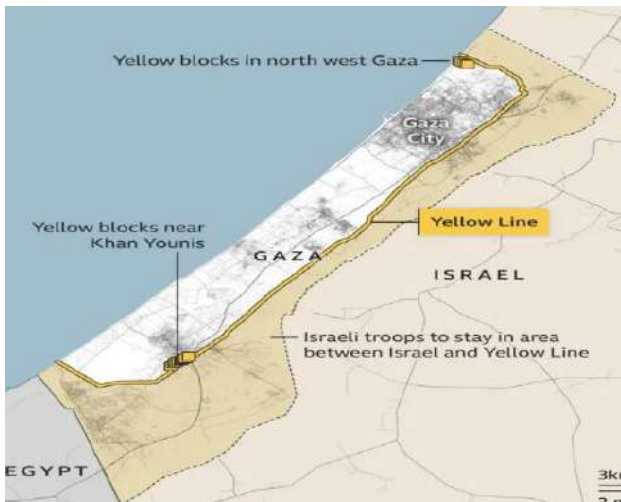 Yellow blocks in north west Gaza
Gaza
City
Yellow blocks near
Khan Younis
Yellow Line
GAZA
ISRAEL
Israeli troops to stay in area
between Israel and Yellow Line
EGYPT
3k